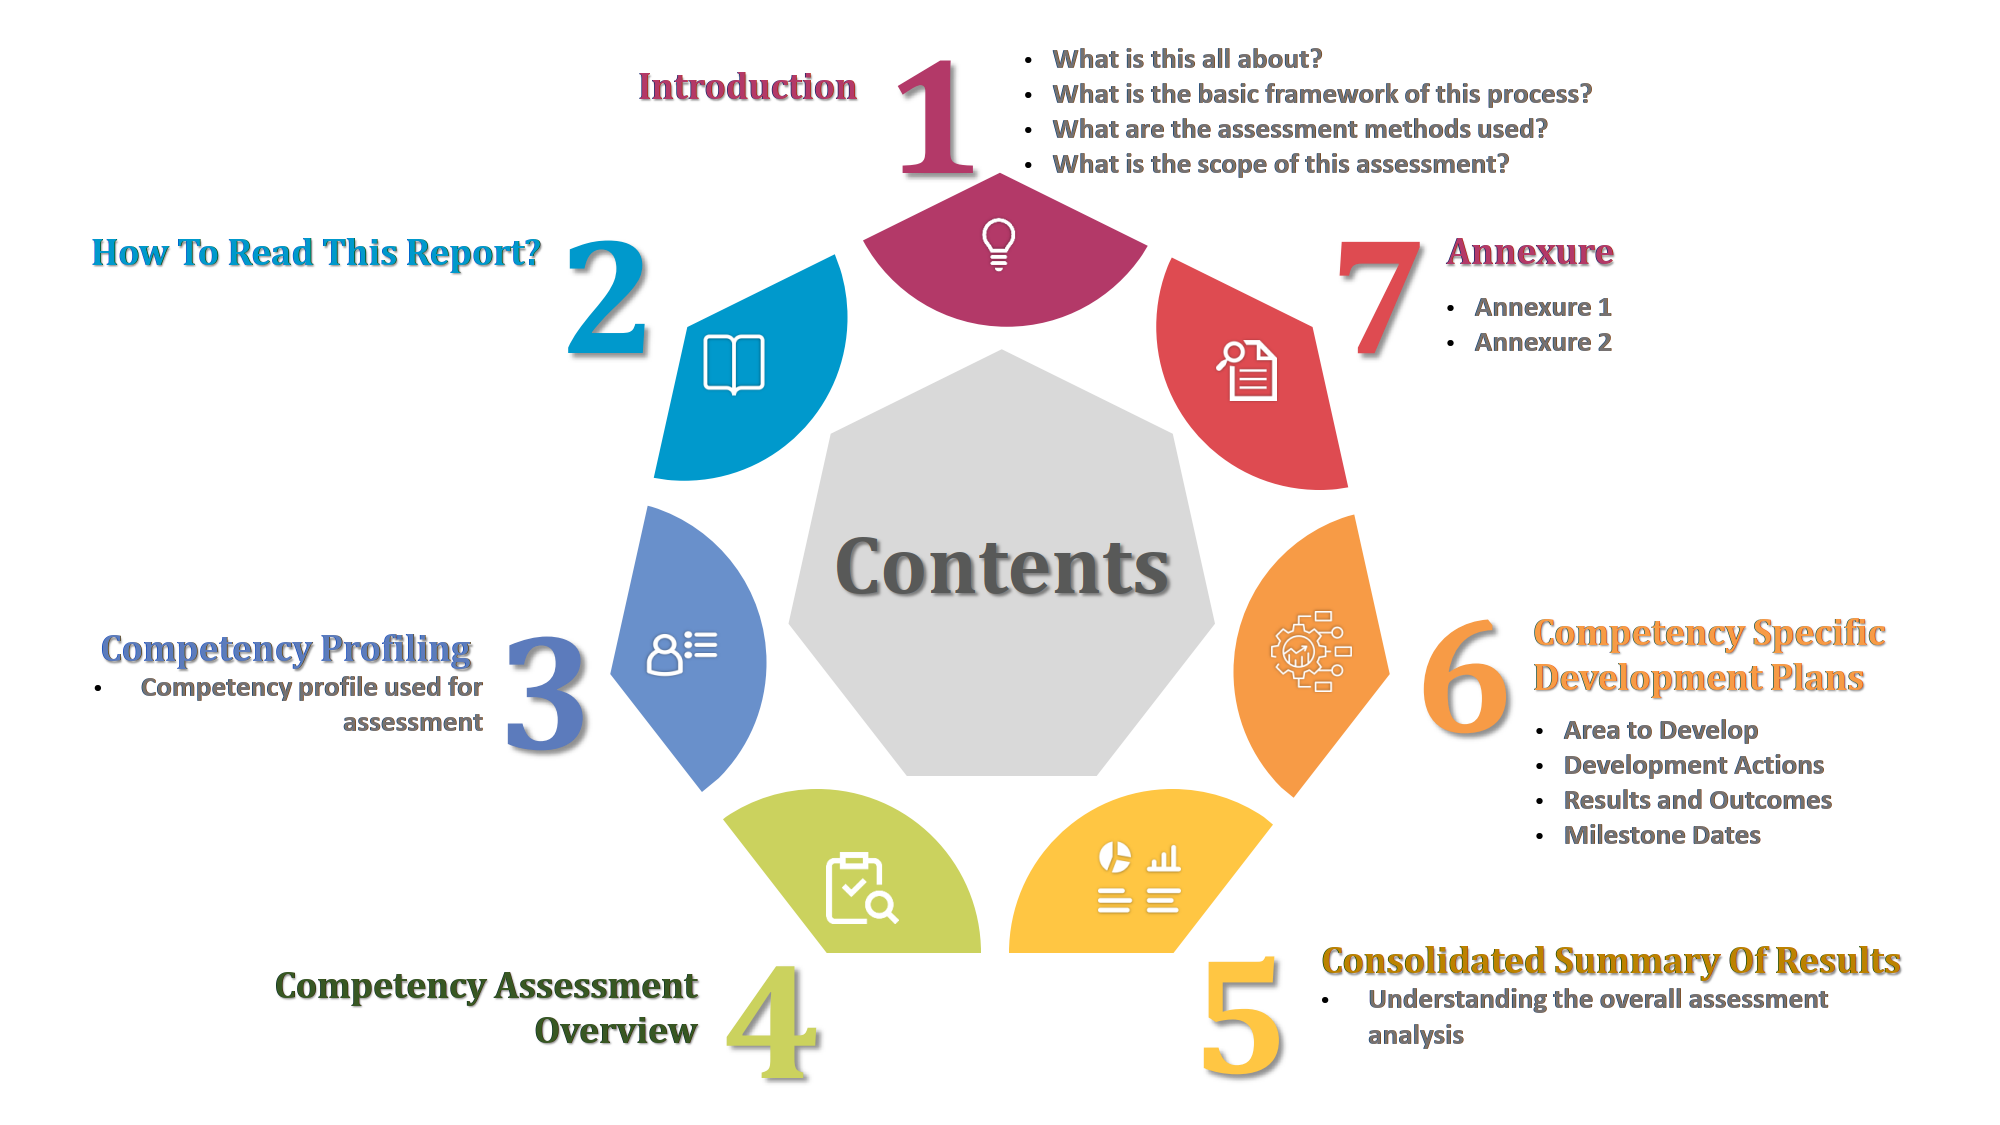 Introduction
1
• What is this all about?
• What is the basic framework of this process?
• What are the assessment methods used?
• What is the scope of this assessment?
How To Read This Report?
2
Competency Profiling
• Competency profile used for
assessment
3
Competency Assessment
Overview
4
Consolidated Summary Of Results
• Understanding the overall assessment
analysis
5
Competency Specific
Development Plans
• Area to Develop
• Development Actions
• Results and Outcomes
• Milestone Dates
6
Annexure
• Annexure 1
• Annexure 2
7
Contents